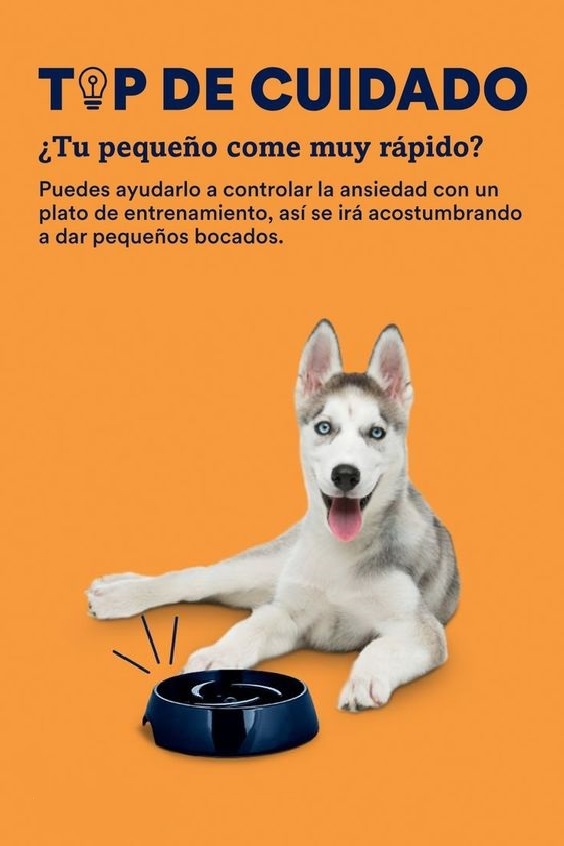 TIP DE CUIDADO
¿Tu pequeño come muy rápido?
Puedes ayudarlo a controlar la ansiedad con un
plato de entrenamiento, así se irá acostumbrando
a dar pequeños bocados.